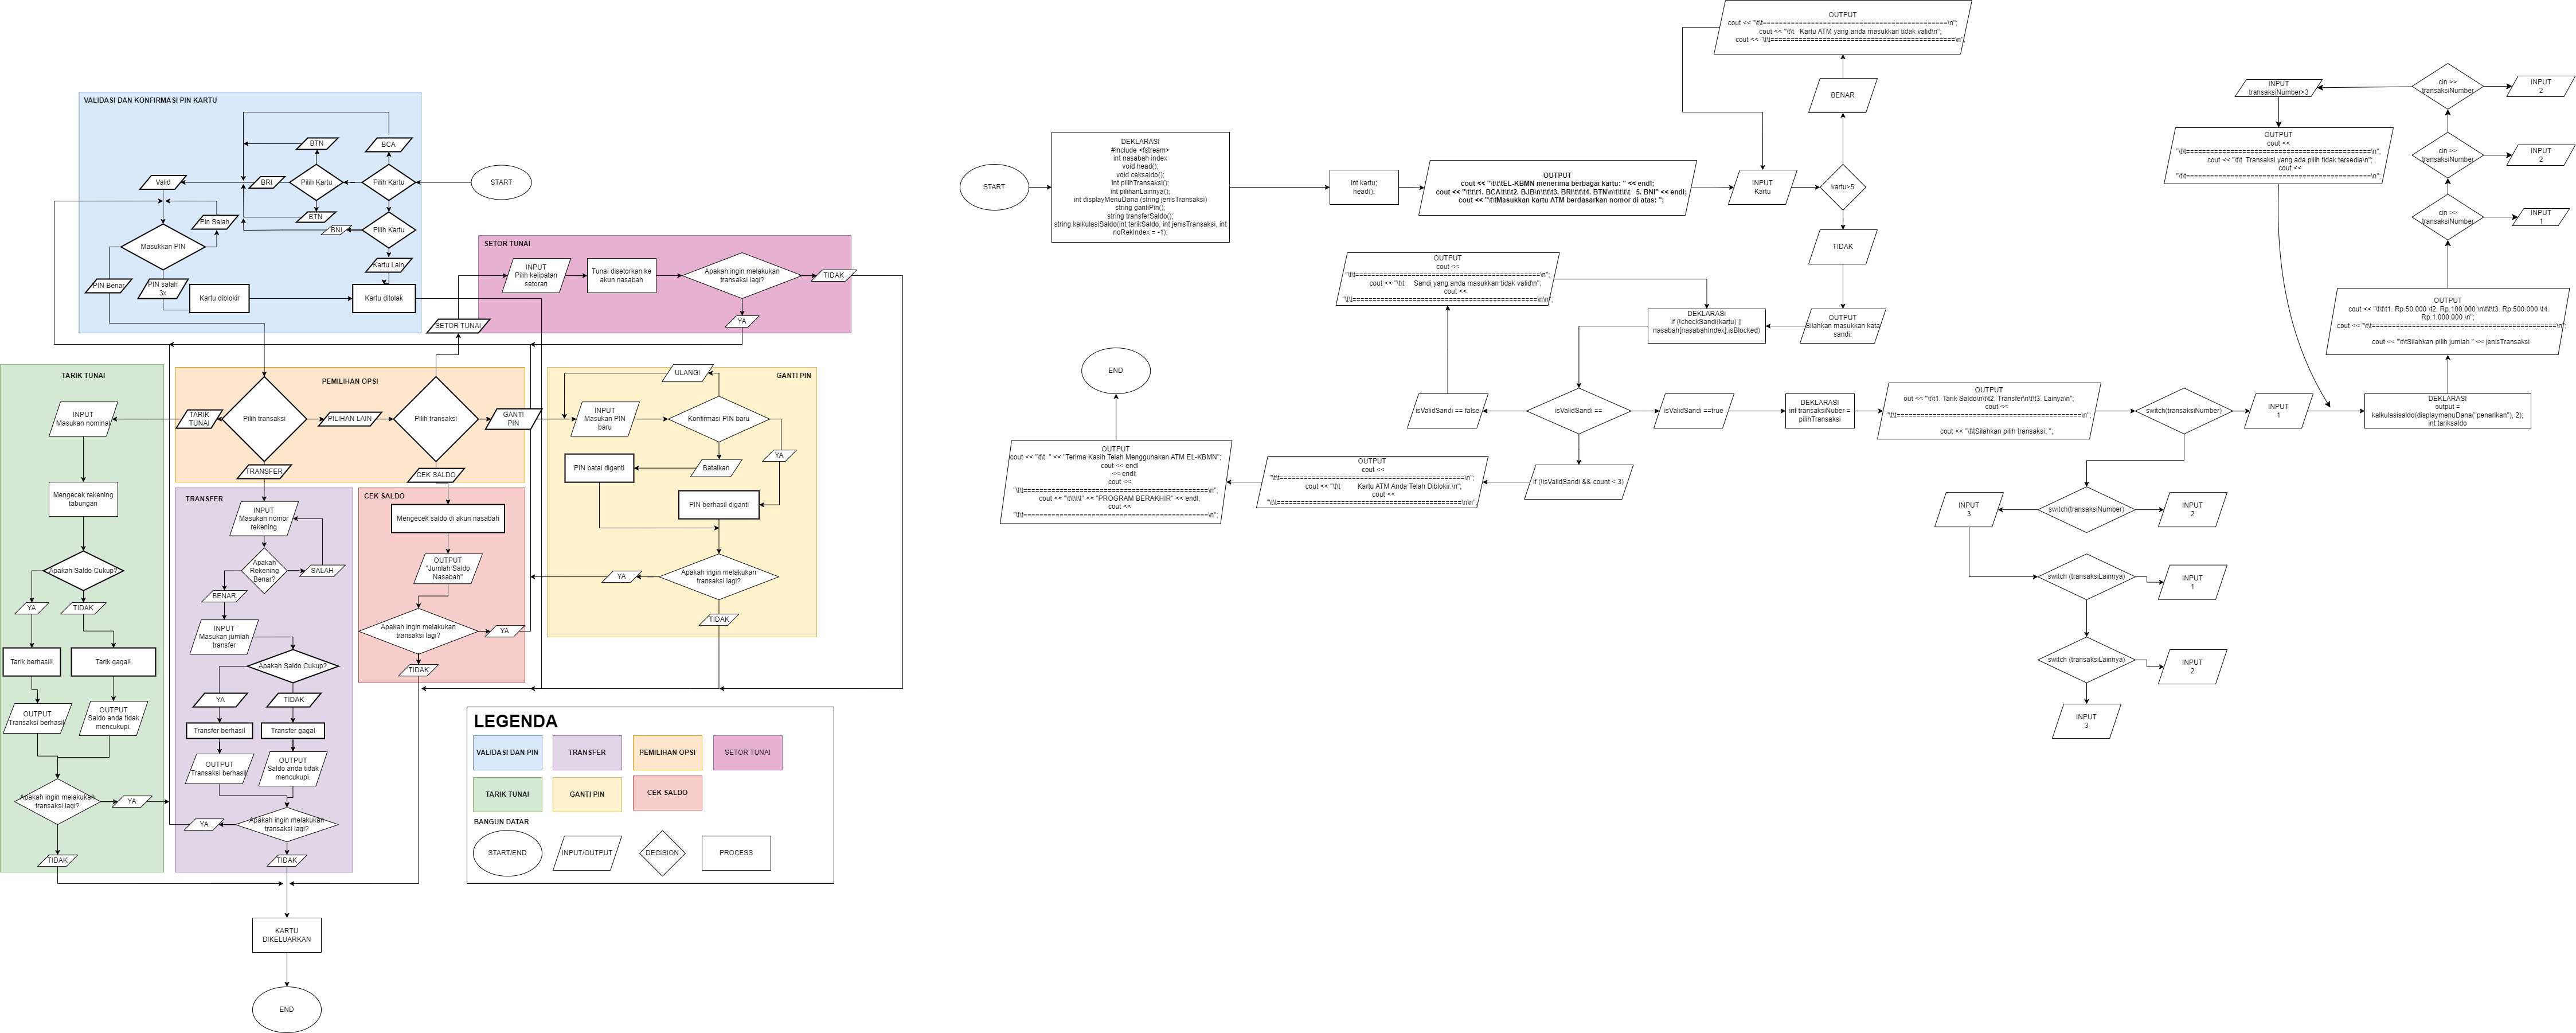 VALIDASI DAN KONFIRMASI PIN KARTU
BTN
BCA
Valid
BRI
Pilih Kartu
Pilih Kartu
START
Pin Salah
BTN
BNI
Pilih Kartu
Masukkan PIN
Kartu Lain
PIN Benar
PIN salah
3x
Kartu diblokir
Kartu ditolak
SETOR TUNAI
INPUT
Pilih kelipatan
setoran
Tunai disetorkan ke
akun nasabah
Apakah ingin melakukan
transaksi lagi?
TIDAK
YA
SETOR TUNAI
TARIK TUNAI
INPUT
Masukan nominal
Mengecek rekening
tabungan
Apakah Saldo Cukup?
YA
TIDAK
Tarik berhasil!
Tarik gagal!
OUTPUT
Transaksi berhasil.
OUTPUT
Saldo anda tidak
mencukupi.
Apakah ingin melakukan
transaksi lagi?
YA
TIDAK
PEMILIHAN OPSI
TARIK
TUNAI
Pilih transaksi
PILIHAN LAIN
Pilih transaksi
GANTI
PIN
TRANSFER
CEK SALDO
TRANSFER
INPUT
Masukan nomor
rekening
Apakah
Rekening
Benar?
SALAH
BENAR
INPUT
Masukan jumlah
transfer
Apakah Saldo Cukup?
YA
TIDAK
Transfer berhasil
Transfer gagal
OUTPUT
Transaksi berhasil.
OUTPUT
Saldo anda tidak
mencukupi.
Apakah ingin melakukan
transaksi lagi?
YA
TIDAK
CEK SALDO
Mengecek saldo di akun nasabah
OUTPUT
"Jumlah Saldo
Nasabah"
Apakah ingin melakukan
transaksi lagi?
YA
TIDAK
GANTI PIN
ULANGI
INPUT
Masukan PIN
baru
Konfirmasi PIN baru
YA
PIN batal diganti
Batalkan
PIN berhasil diganti
YA
Apakah ingin melakukan
transaksi lagi?
TIDAK
KARTU
DIKELUARKAN
END
LEGENDA
VALIDASI DAN PIN
TRANSFER
PEMILIHAN OPSI
SETOR TUNAI
TARIK TUNAI
GANTI PIN
CEK SALDO
BANGUN DATAR
START/END
INPUT/OUTPUT
DECISION
PROCESS
START
DEKLARASI
#include <fstream>
int nasabah index
void head();
void ceksaldo();
int pilihTransaksi();
int pilihanLainnya();
int displayMenuDana (string jenisTransaksi)
string gantiPin();
string transferSaldo();
string kalkulasiSaldo(int tarikSaldo, int jenisTransaksi, int
noRekIndex = -1);
int kartu;
head();
OUTPUT
cout << "\t\t\tEL-KBMN menerima berbagai kartu: " << endl;
cout << "\t\t\t1. BCA\t\t\t2. BJB\n\t\t\t3. BRI\t\t\t4. BTN\n\t\t\t\t   5. BNI" << endl;
cout << "\t\tMasukkan kartu ATM berdasarkan nomor di atas: ";
INPUT
Kartu
kartu>5
BENAR
OUTPUT
cout << "\t\t==============================================\n";
cout << "\t\t   Kartu ATM yang anda masukkan tidak valid\n";
cout << "\t\t==============================================\n";
TIDAK
OUTPUT
Silahkan masukkan kata
sandi:
DEKLARASI
if (!checkSandi(kartu) ||
nasabah[nasabahIndex].isBlocked)
OUTPUT
cout <<
"\t\t==============================================\n";
cout << "\t\t     Sandi yang anda masukkan tidak valid\n";
cout <<
"\t\t==============================================\n\n";
isValidSandi == false
isValidSandi ==
isValidSandi ==true
if (!isValidSandi && count < 3)
OUTPUT
cout <<
"\t\t==============================================\n";
cout << "\t\t         Kartu ATM Anda Telah Diblokir.\n";
cout <<
"\t\t==============================================\n\n"
OUTPUT
cout << "\t\t  " << "Terima Kasih Telah Menggunakan ATM EL-KBMN";
cout << endl
<< endl;
cout <<
"\t\t==============================================\n";
cout << "\t\t\t\t" << "PROGRAM BERAKHIR" << endl;
cout <<
"\t\t==============================================\n";
END
DEKLARASI
int transaksiNuber =
pilihTransaksi
OUTPUT
out << "\t\t1. Tarik Saldo\n\t\t2. Transfer\n\t\t3. Lainya\n";
cout <<
"\t\t==============================================\n";
cout << "\t\tSilahkan pilih transaksi: ";
switch(transaksiNumber)
INPUT
1
DEKLARASI
output =
kalkulasisaldo(displaymenuDana("penarikan"), 2);
int tariksaldo
OUTPUT
cout << "\t\t\t1. Rp.50.000 \t2. Rp.100.000 \n\t\t\t3. Rp.500.000 \t4.
Rp.1.000.000 \n";
cout << "\t\t==============================================\n";
cout << "\t\tSilahkan pilih jumlah " << jenisTransaksi
cin >>
transaksiNumber
INPUT
1
cin >>
transaksiNumber
INPUT
2
cin >>
transaksiNumber
INPUT
2
INPUT
transaksiNumber>3
OUTPUT
cout <<
"\t\t==============================================\n";
cout << "\t\t  Transaksi yang ada pilih tidak tersedia\n";
cout <<
"\t\t==============================================\n";
switch(transaksiNumber)
INPUT
2
INPUT
3
switch (transaksiLainnya)
INPUT
1
switch (transaksiLainnya)
INPUT
2
INPUT
3